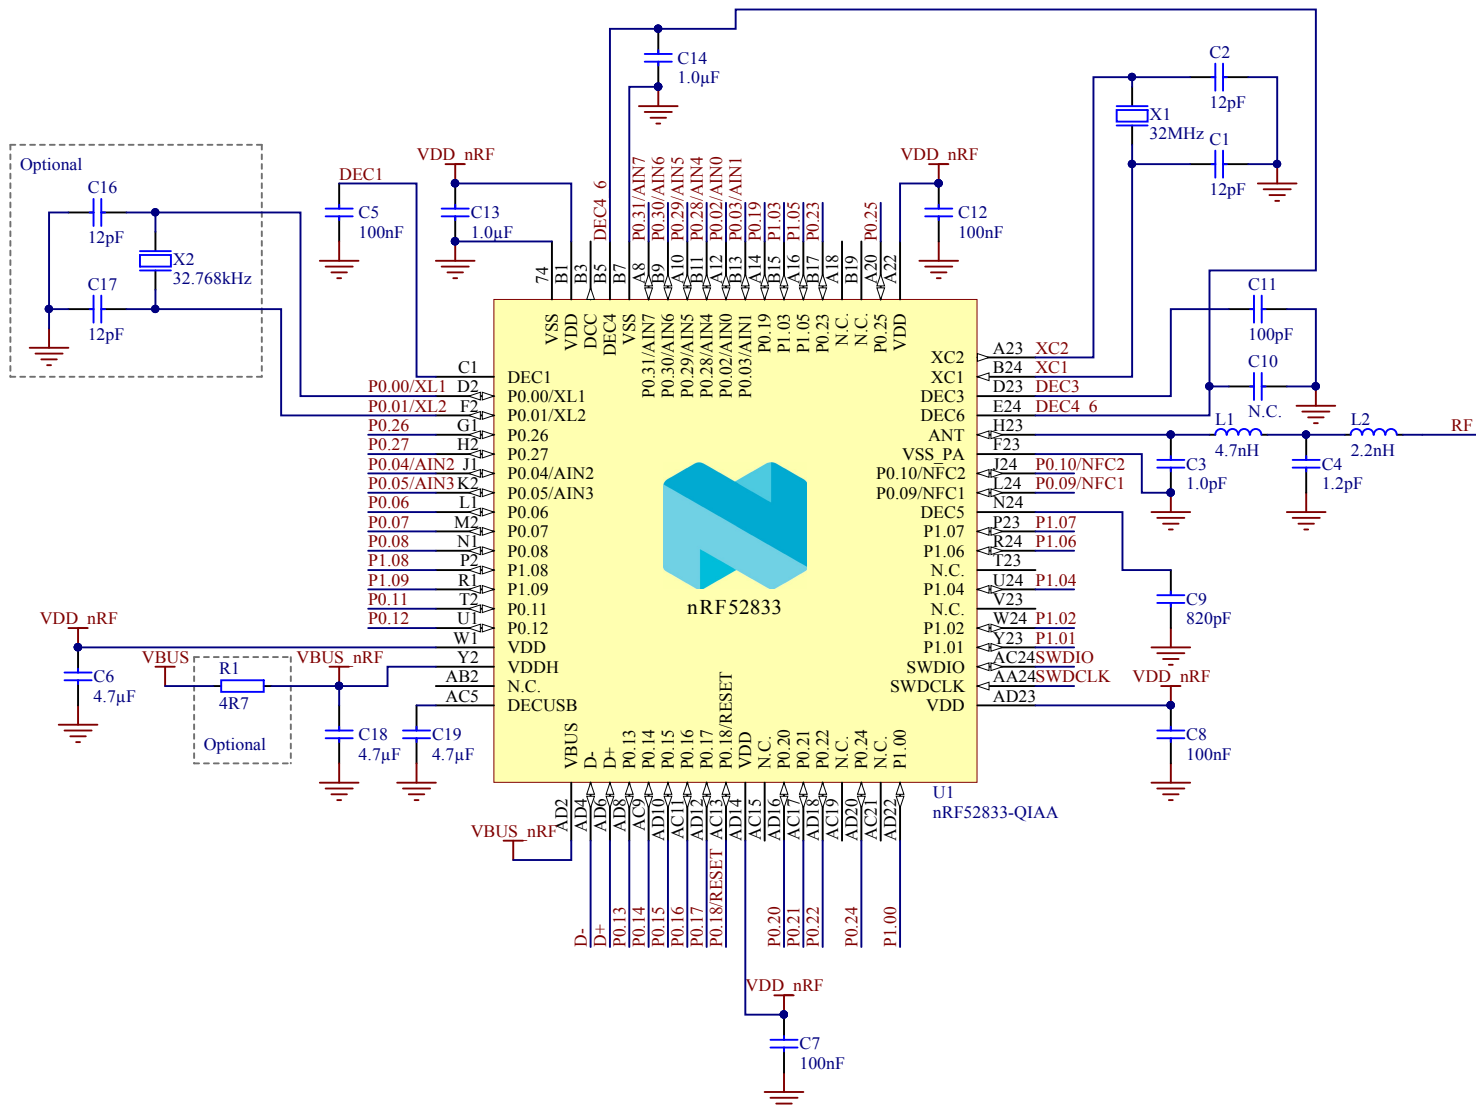 C14
1.0µF
C2
12pF
X1
32MHz
C1
12pF
Optional
C16
12pF
X2
32.768kHz
C17
12pF
DEC1
C5
100nF
VDD_nRF
C13
1.0µF
DEC4_6
P0.31/AIN7
P0.30/AIN6
P0.29/AIN5
P0.28/AIN4
P0.02/AIN0
P0.03/AIN1
P0.19
P1.03
P1.05
P0.23
P0.25
VDD_nRF
C12
100nF
74
B1
B3
B5
B7
A8
B9
A10
B11
A12
B13
A14
B15
A16
B17
A18
B19
A20
A22
VSS
VDD
DCC
DEC4
VSS
P0.31/AIN7
P0.30/AIN6
P0.29/AIN5
P0.28/AIN4
P0.02/AIN0
P0.03/AIN1
P0.19
P1.03
P1.05
P0.23
N.C.
N.C.
P0.25
VDD
C11
100pF
C10
N.C.
C1 DEC1
P0.00/XL1 D2 P0.00/XL1
P0.01/XL2 F2 P0.01/XL2
P0.26 G1 P0.26
P0.27 H2 P0.27
P0.04/AIN2 J1 P0.04/AIN2
P0.05/AIN3 K2 P0.05/AIN3
P0.06 L1 P0.06
P0.07 M2 P0.07
P0.08 N1 P0.08
P1.08 P2 P1.08
P1.09 R1 P1.09
P0.11 T2 P0.11
P0.12 U1 P0.12
W1 VDD
Y2 VDDH
AB2 N.C.
AC5 DECUSB
XC2 A23 XC2
XC1 B24 XC1
DEC3 D23 DEC3
DEC6 E24 DEC4_6
ANT H23
VSS_PA F23
P0.10/NFC2 J24 P0.10/NFC2
P0.09/NFC1 L24 P0.09/NFC1
DEC5 N24
P1.07 P23 P1.07
P1.06 R24 P1.06
N.C. T23
P1.04 U24 P1.04
N.C. V23
P1.02 W24 P1.02
P1.01 Y23 P1.01
SWDIO AC24 SWDIO
SWDCLK AA24 SWDCLK
VDD AD23
L1
4.7nH
L2
2.2nH
RF
C3
1.0pF
C4
1.2pF
C9
820pF
VDD_nRF
C8
100nF
nRF52833
VDD_nRF
C6
4.7µF
VBUS
R1
4R7
Optional
VBUS_nRF
C18
4.7µF
C19
4.7µF
VBUS
D-
D+
P0.13
P0.14
P0.15
P0.16
P0.17
P0.18/RESET
VDD
N.C.
P0.20
P0.21
P0.22
N.C.
P0.24
N.C.
P1.00
U1
nRF52833-QIAA
AD2
AD4
AD6
AD8
AC9
AD10
AC11
AD12
AC13
AD14
AC15
AD16
AC17
AD18
AC19
AD20
AC21
AD22
VBUS_nRF
D-
D+
P0.13
P0.14
P0.15
P0.16
P0.17
P0.18/RESET
P0.20
P0.21
P0.22
P0.24
P1.00
VDD_nRF
C7
100nF